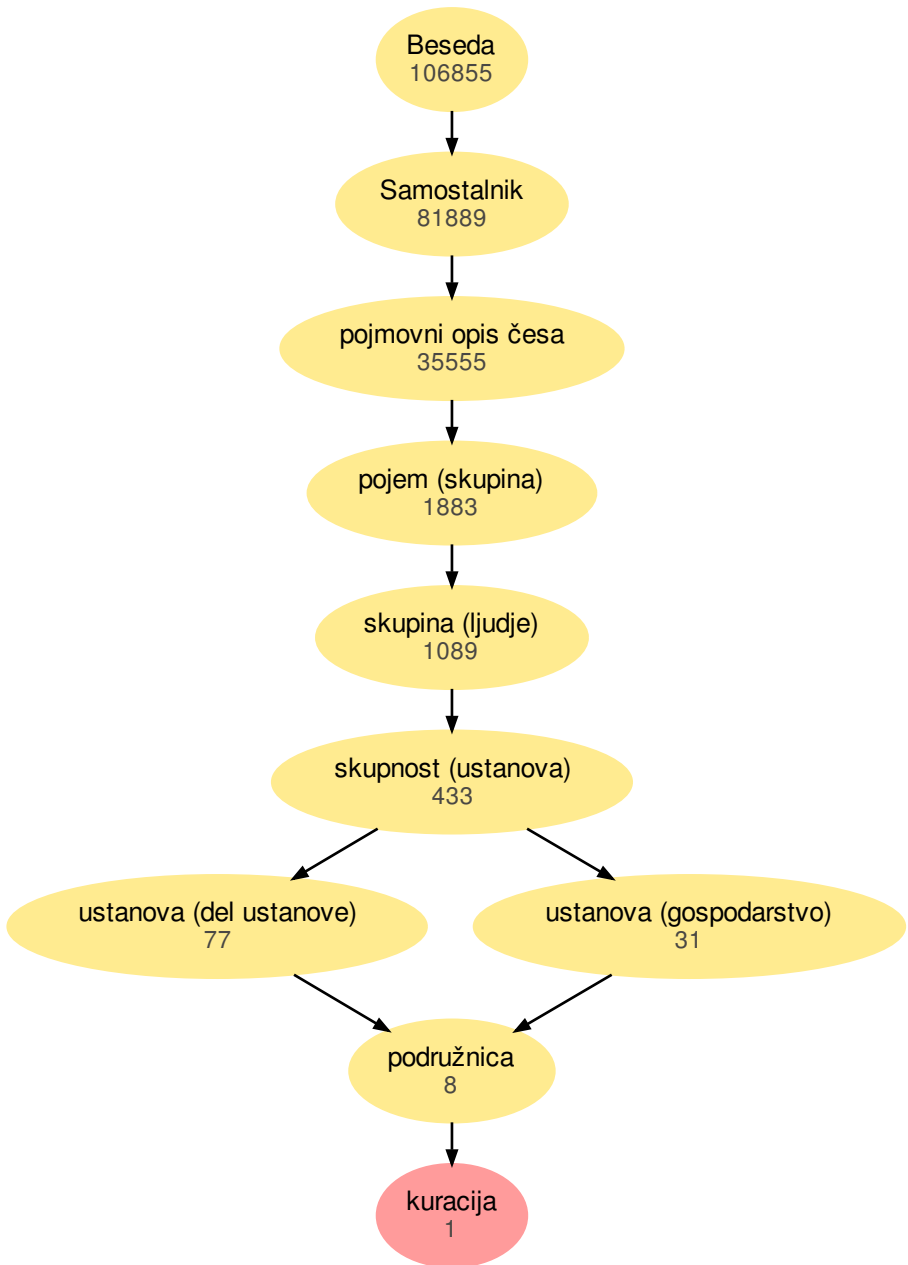 Beseda
106855
Samostalnik
81889
pojmovni opis česa
35555
pojem (skupina)
1883
skupina (ljudje)
1089
skupnost (ustanova)
433
ustanova (del ustanove)
77
ustanova (gospodarstvo)
31
podružnica
8
kuracija
1